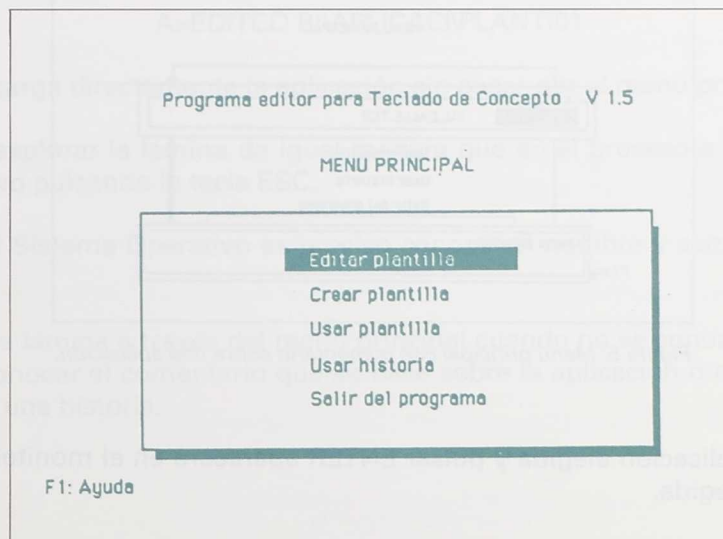 Programa editor para Teclado de Concepto V 1.5
MENU PRINCIPAL
Editar plantilla
Crear plantilla
Usar plantilla
Usar historia
Salir del programa
F1: Ayuda